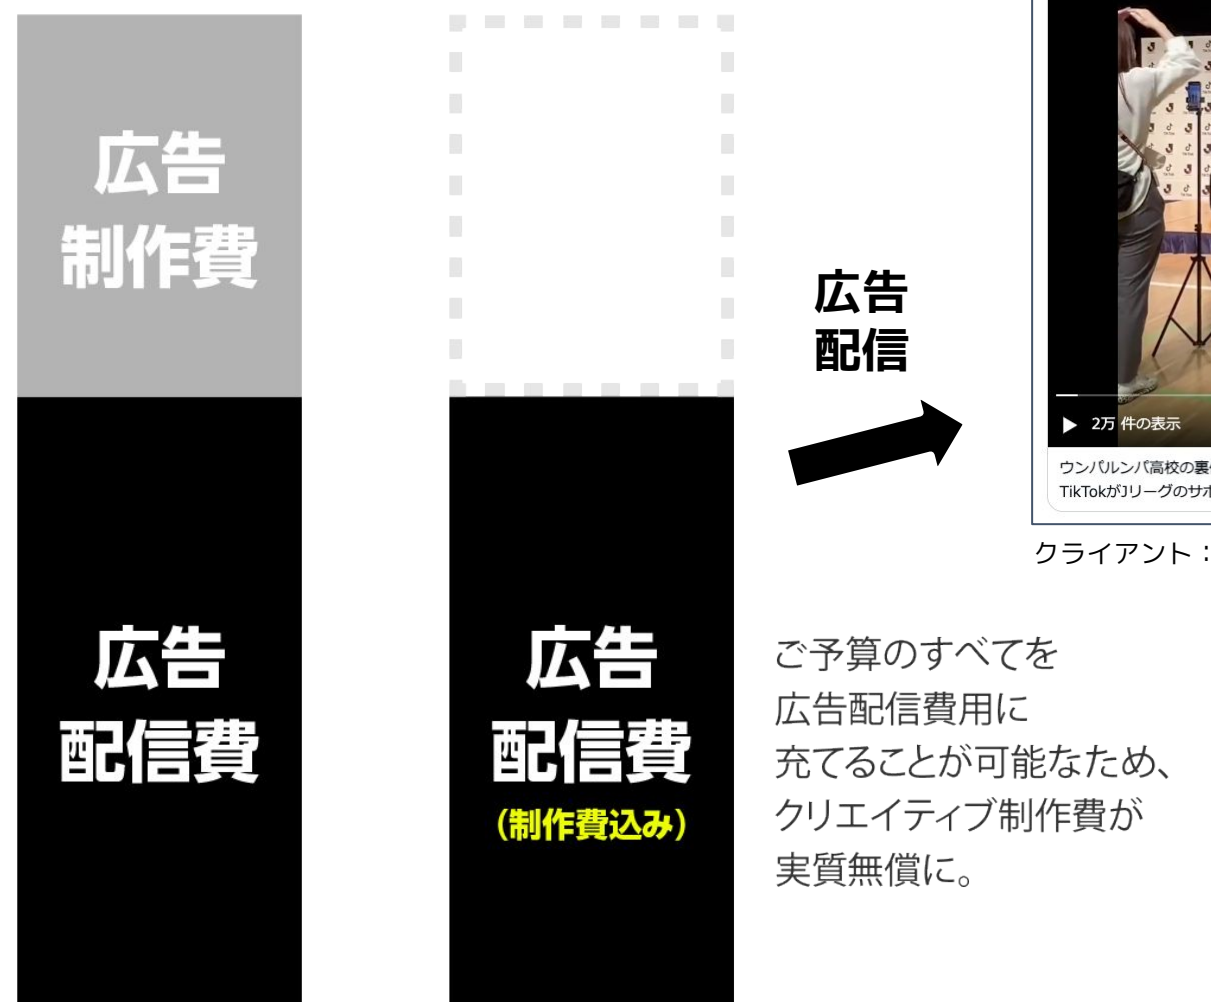 広告
制作費
広告
配信費
広告
配信費
(制作費込み)
広告
配信
2万 件の表示
ウンパルンパ高校の裏
TikTokがJリーグのサポ
クライアント：
ご予算のすべてを
広告配信費用に
充てることが可能なため、
クリエイティブ制作費が
実質無償に。